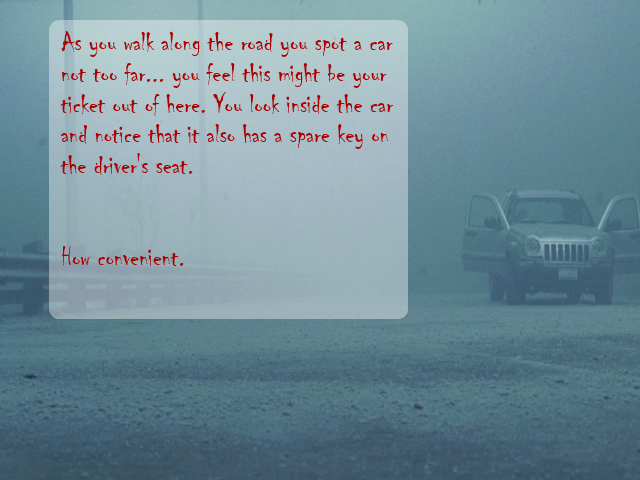 As you walk along the road you spot a car
not too far... you feel this might be your
ticket out of here. You look inside the car
and notice that it also has a spare key on
the driver's seat.
How convenient.